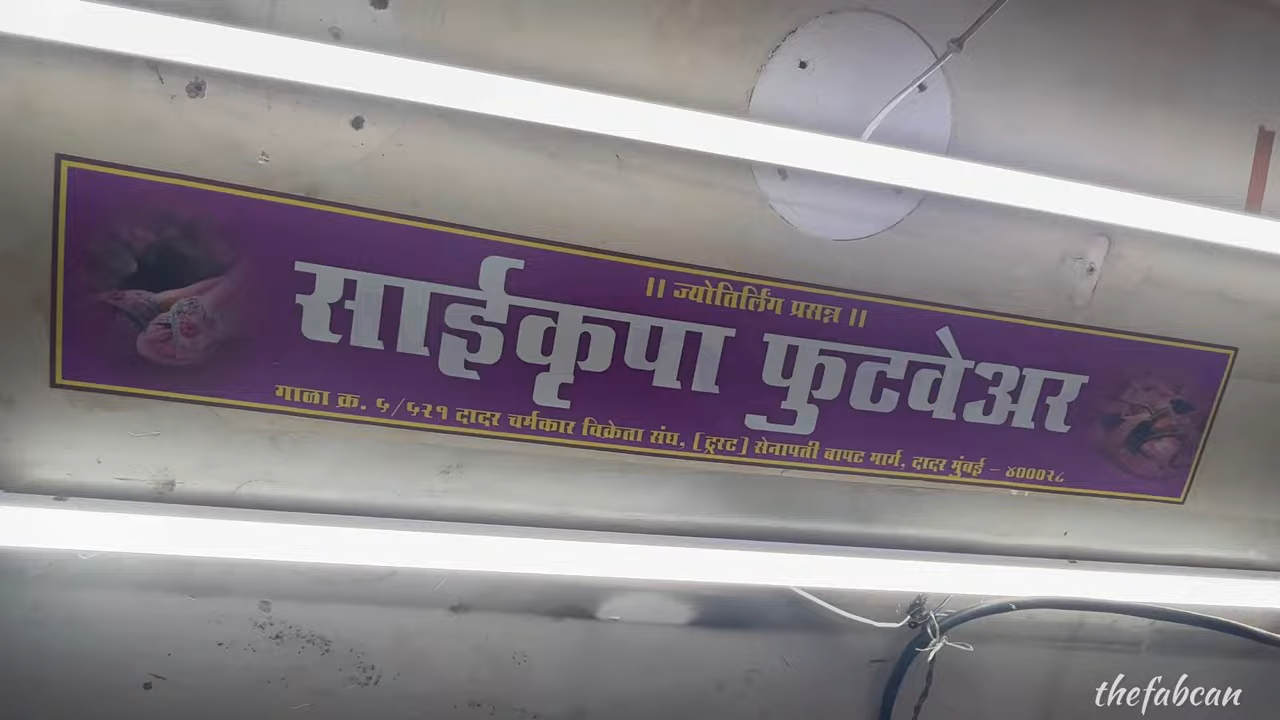 ॥ ज्योतिर्लिंग प्रसन्न ॥
साईकृपा फुटवेअर
गाळा क्र. ५/५२१ दादर चर्मकार विक्रेता संघ, [ट्रस्ट] सेनापती बापट मार्ग, दादर मुंबई - ४०००२८
thefabcan